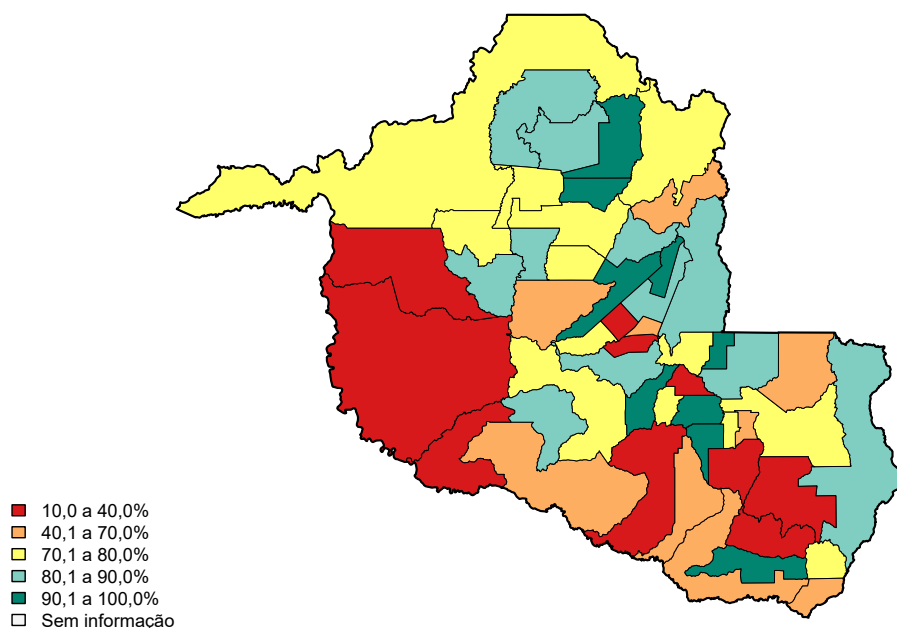 10,0 a 40,0%
40,1 a 70,0%
70,1 a 80,0%
80,1 a 90,0%
90,1 a 100,0%
Sem informação